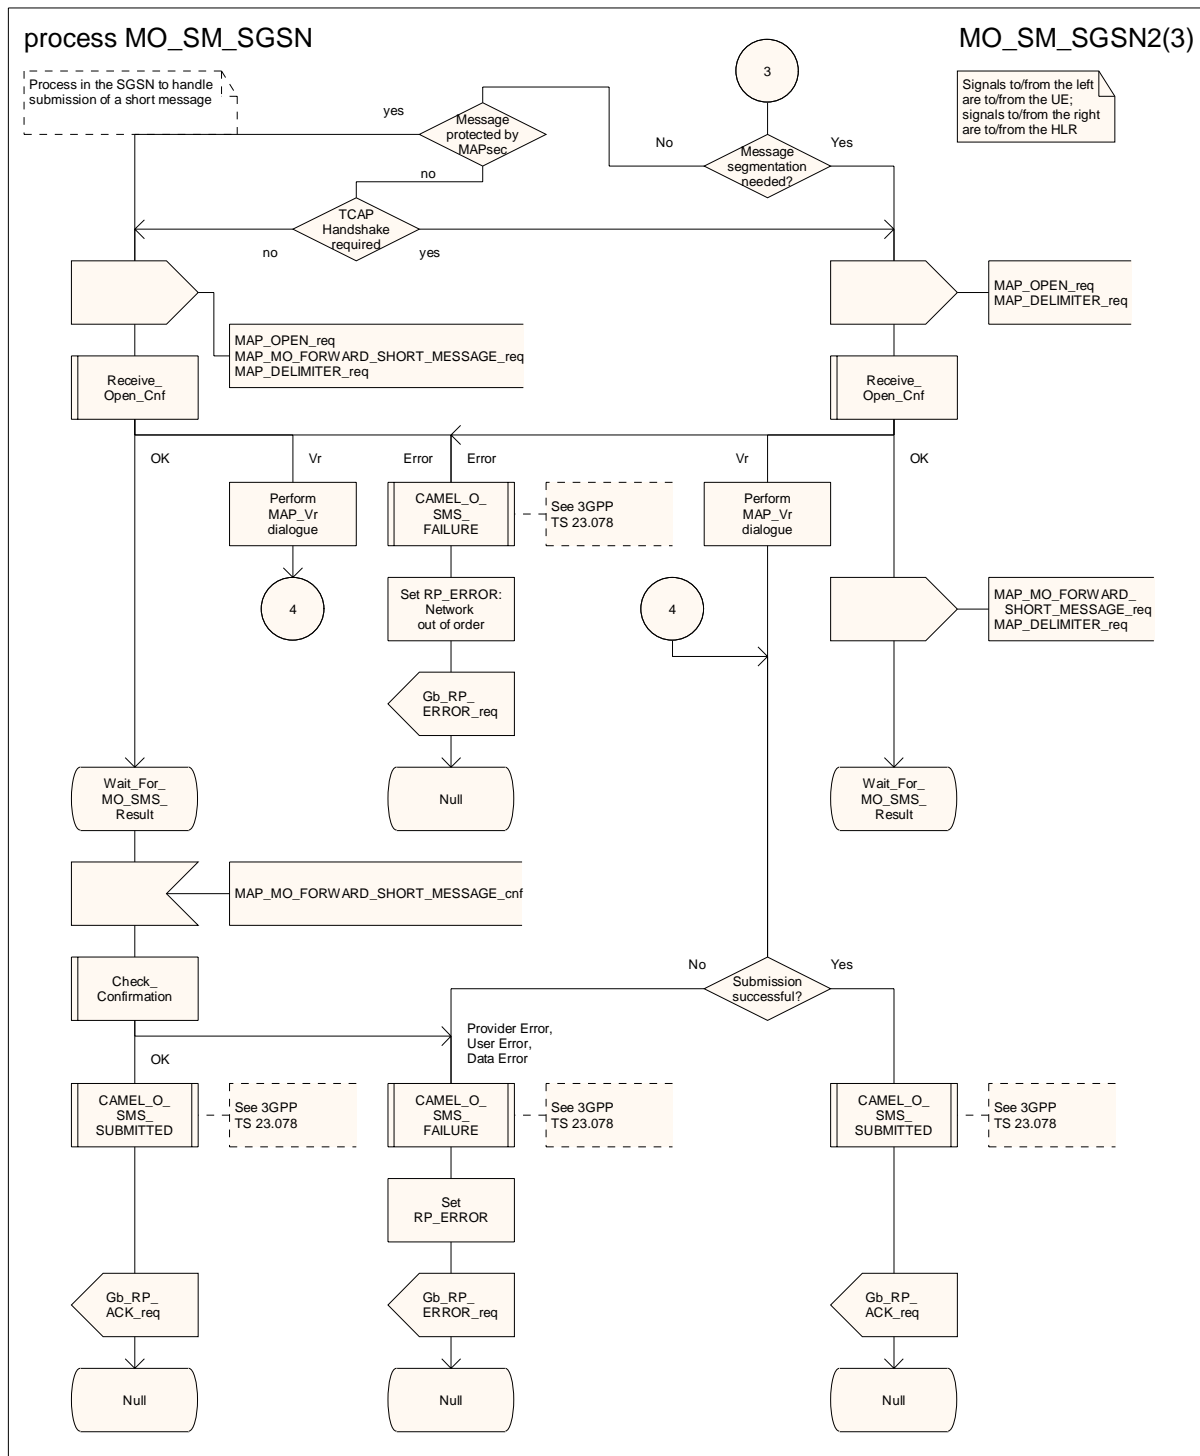 process MO_SM_SGSN
MO_SM_SGSN2(3)
Process in the SGSN to handle
submission of a short message
3
Signals to/from the left
are to/from the UE;
signals to/from the right
are to/from the HLR
yes
Message
protected by
MAPsec
No
Message
segmentation
needed?
Yes
no
TCAP
Handshake
required
no
yes
MAP_OPEN_req
MAP_DELIMITER_req
MAP_OPEN_req
MAP_MO_FORWARD_SHORT_MESSAGE_req
MAP_DELIMITER_req
Receive_
Open_Cnf
Receive_
Open_Cnf
OK
Vr
Error
Error
Vr
OK
Perform
MAP_Vr
dialogue
CAMEL_O_
SMS_
FAILURE
See 3GPP
TS 23.078
Perform
MAP_Vr
dialogue
4
Set RP_ERROR:
Network
out of order
4
MAP_MO_FORWARD_
SHORT_MESSAGE_req
MAP_DELIMITER_req
Gb_RP_
ERROR_req
Wait_For_
MO_SMS_
Result
Null
Wait_For_
MO_SMS_
Result
MAP_MO_FORWARD_SHORT_MESSAGE_cnf
Check_
Confirmation
No
Submission
successful?
Yes
Provider Error,
User Error,
Data Error
OK
CAMEL_O_
SMS_
SUBMITTED
See 3GPP
TS 23.078
CAMEL_O_
SMS_
FAILURE
See 3GPP
TS 23.078
CAMEL_O_
SMS_
SUBMITTED
See 3GPP
TS 23.078
Set
RP_ERROR
Gb_RP_
ACK_req
Gb_RP_
ERROR_req
Gb_RP_
ACK_req
Null
Null
Null